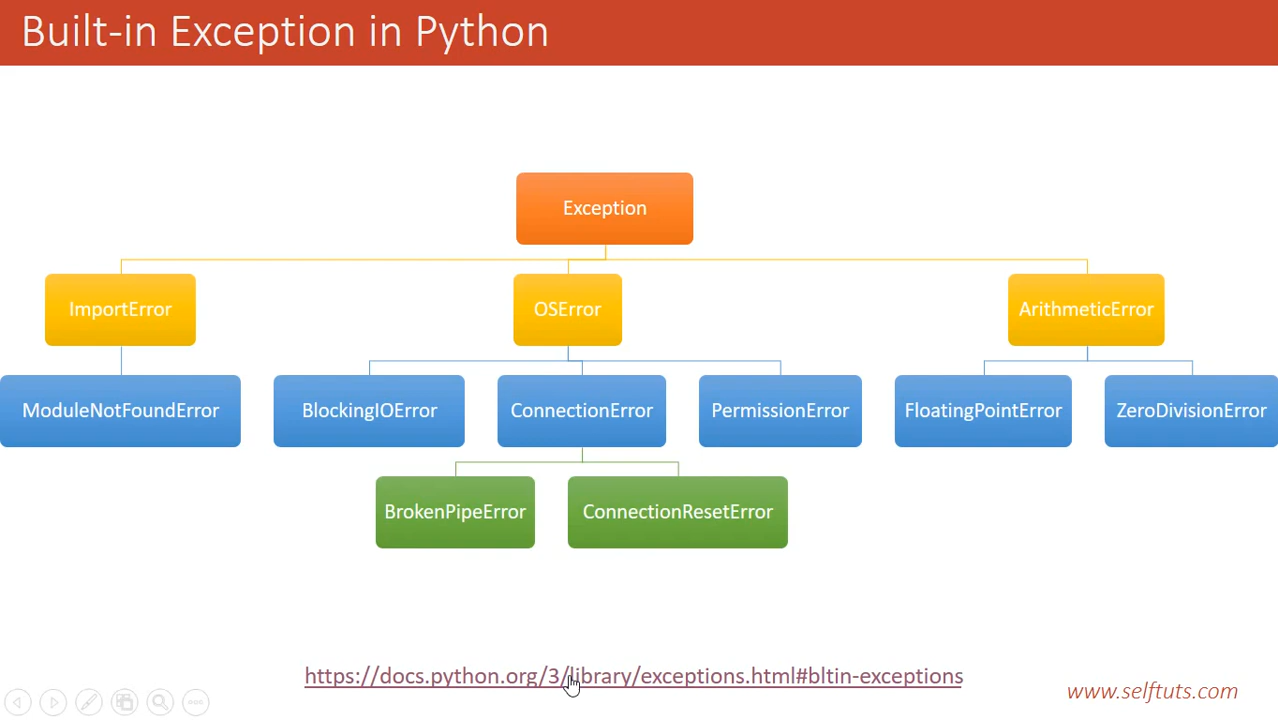 Built-in Exception in Python
Exception
ImportError
OSError
ArithmeticError
ModuleNotFoundError
BlockingIOError
ConnectionError
PermissionError
FloatingPointError
ZeroDivisionError
BrokenPipeError
ConnectionResetError
https://docs.python.org/3/library/exceptions.html#bltin-exceptions
www.selftuts.com